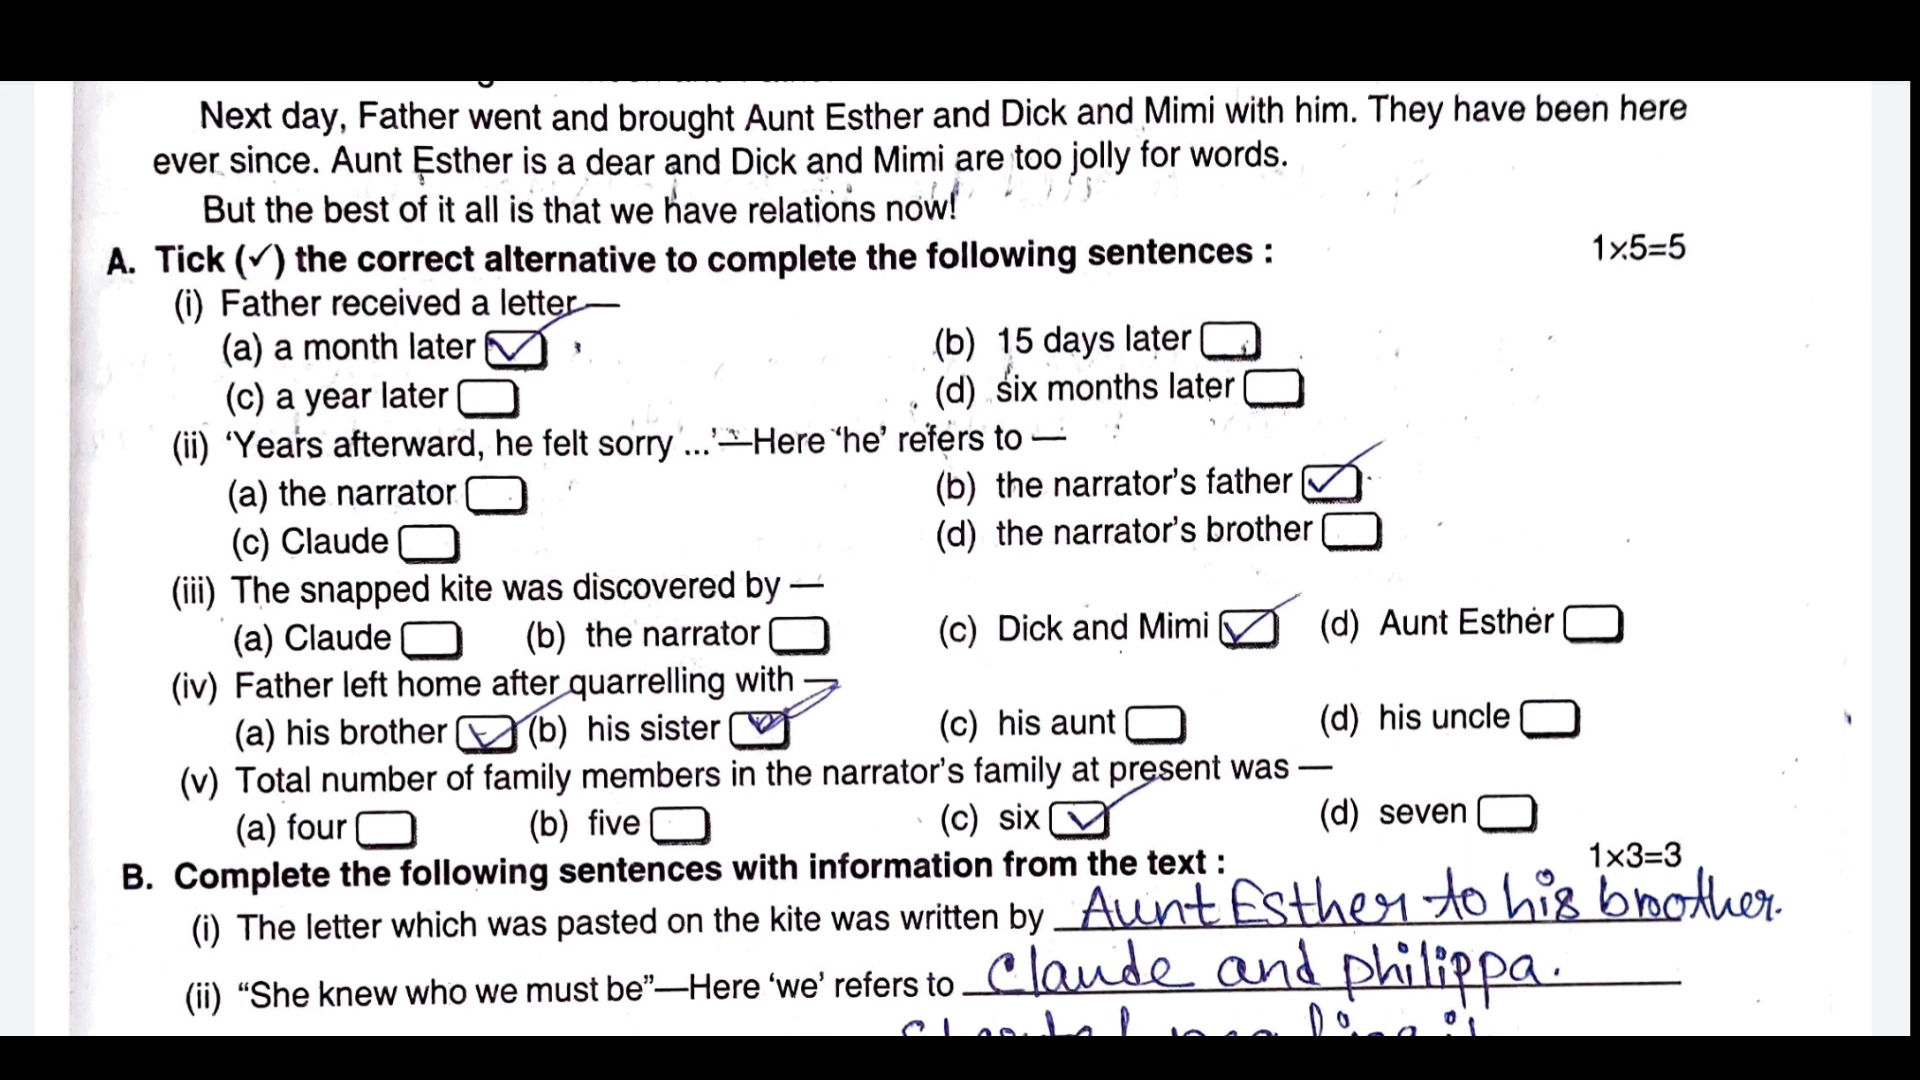 Next day, Father went and brought Aunt Esther and Dick and Mimi with him. They have been here
ever since. Aunt Esther is a dear and Dick and Mimi are too jolly for words.
But the best of it all is that we have relations now!
A. Tick (✓) the correct alternative to complete the following sentences : 1×5=5
(i) Father received a letter —
(a) a month later ✓ (b) 15 days later
(c) a year later (d) six months later
(ii) ‘Years afterward, he felt sorry ...’—Here ‘he’ refers to —
(a) the narrator (b) the narrator’s father ✓
(c) Claude (d) the narrator’s brother
(iii) The snapped kite was discovered by —
(a) Claude (b) the narrator (c) Dick and Mimi ✓ (d) Aunt Esther
(iv) Father left home after quarrelling with —
(a) his brother ✓ (b) his sister (c) his aunt (d) his uncle
(v) Total number of family members in the narrator’s family at present was —
(a) four (b) five (c) six ✓ (d) seven
B. Complete the following sentences with information from the text : 1×3=3
(i) The letter which was pasted on the kite was written by Aunt Esther to his brother.
(ii) “She knew who we must be”—Here ‘we’ refers to Claude and philippa.